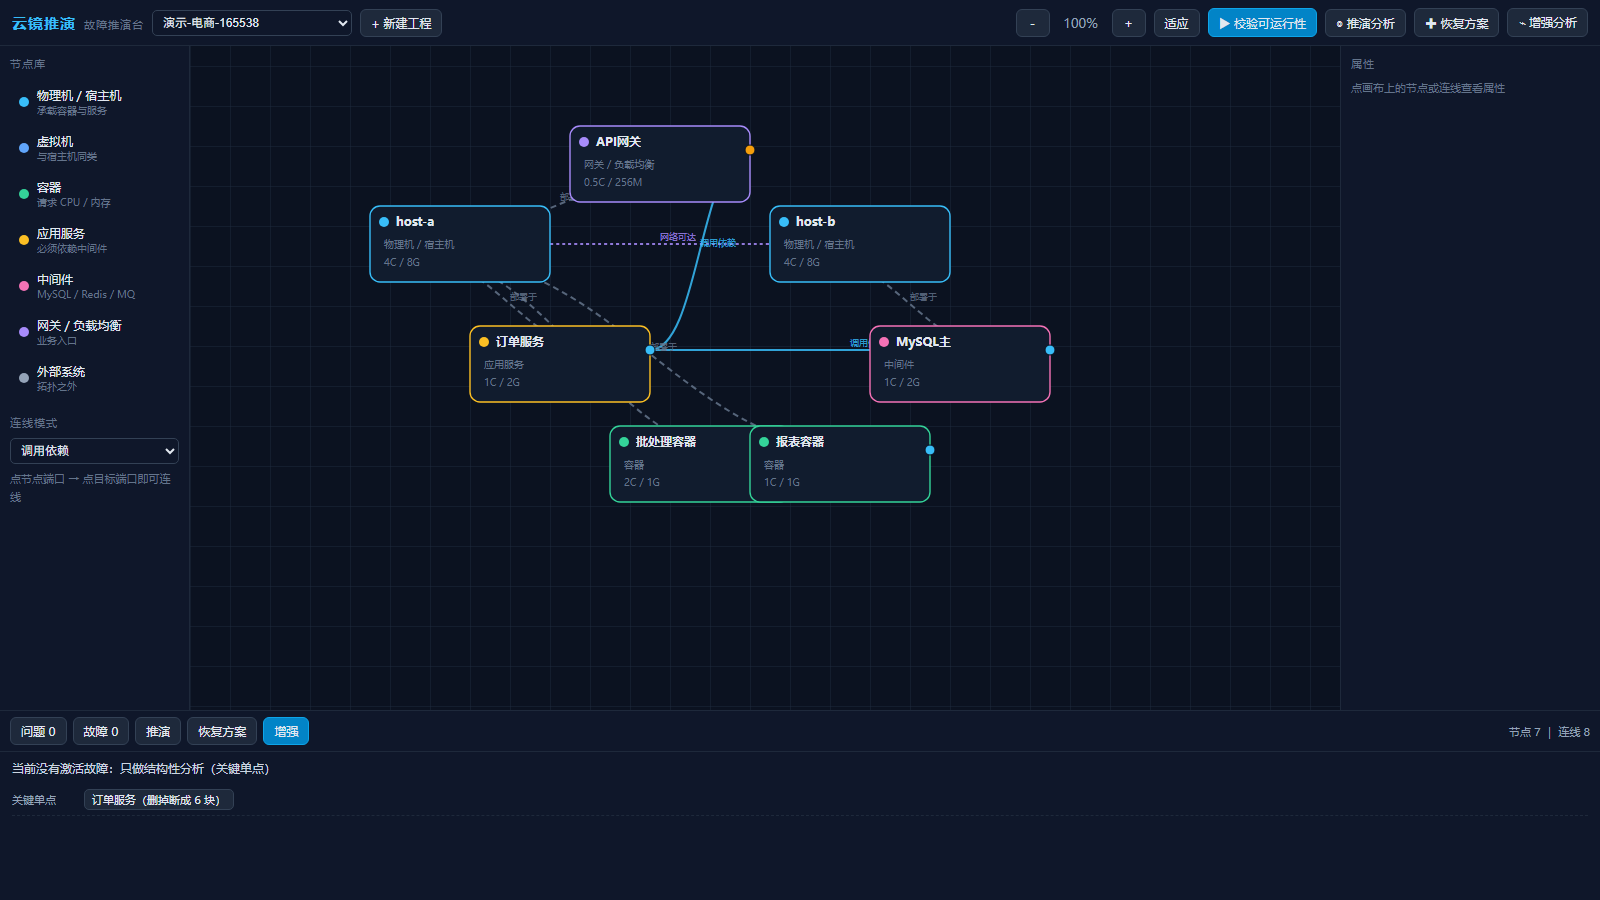 云镜推演 故障推演台 演示-电商-165538 + 新建工程 - 100% + 适应 ▶ 校验可运行性 推演分析 ✚ 恢复方案 增强分析
节点库
物理机 / 宿主机
承载容器与服务
虚拟机
与宿主机同类
容器
请求 CPU / 内存
应用服务
必须依赖中间件
中间件
MySQL / Redis / MQ
网关 / 负载均衡
业务入口
外部系统
拓扑之外
连线模式
调用依赖
点节点端口 → 点目标端口即可连
线
API网关
网关 / 负载均衡
0.5C / 256M
部
host-a
物理机 / 宿主机
4C / 8G
网络可达
调用依赖
host-b
物理机 / 宿主机
4C / 8G
部署于
部署于
订单服务
应用服务
1C / 2G
署于
调用
MySQL主
中间件
1C / 2G
批处理容器
容器
2C / 1G
报表容器
容器
1C / 1G
属性
点画布上的节点或连线查看属性
问题 0 故障 0 推演 恢复方案 增强 节点 7 | 连线 8
当前没有激活故障：只做结构性分析（关键单点）
关键单点 订单服务（删掉断成 6 块）